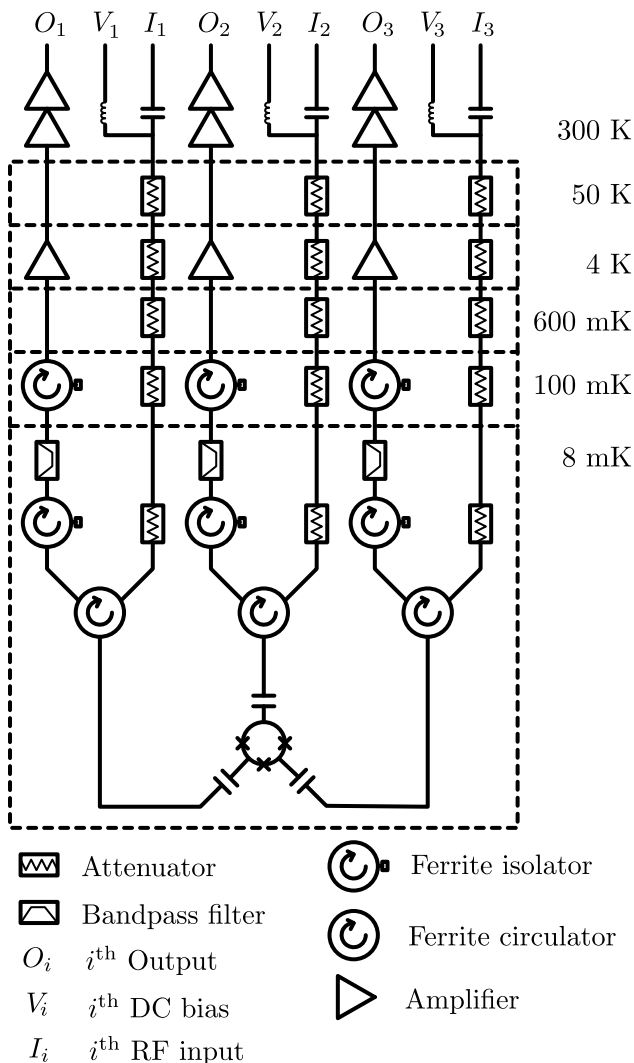 O₁ V₁ I₁ O₂ V₂ I₂ O₃ V₃ I₃
300 K
50 K
4 K
600 mK
100 mK
8 mK
Attenuator
Bandpass filter
Oᵢ iᵗʰ Output
Vᵢ iᵗʰ DC bias
Iᵢ iᵗʰ RF input
Ferrite isolator
Ferrite circulator
Amplifier